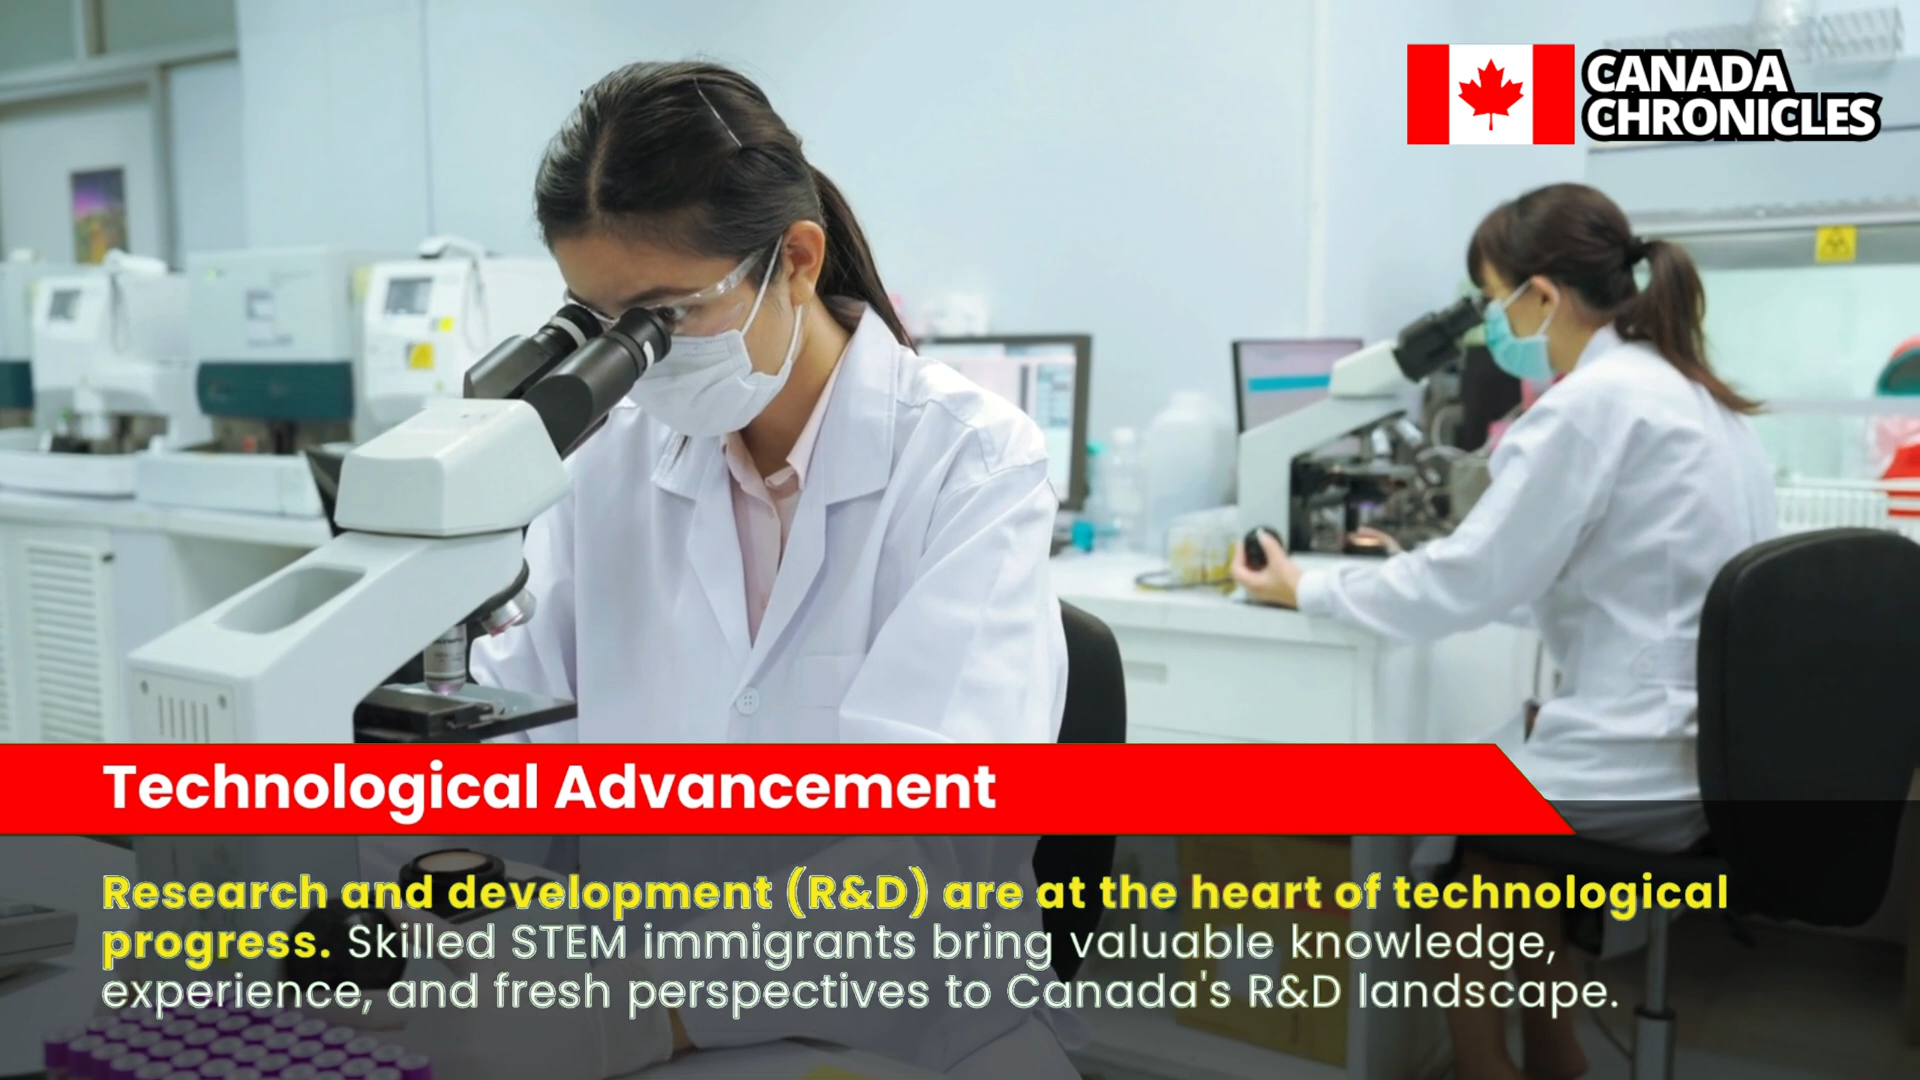 CANADA
CHRONICLES
Technological Advancement
Research and development (R&D) are at the heart of technological
progress. Skilled STEM immigrants bring valuable knowledge,
experience, and fresh perspectives to Canada's R&D landscape.